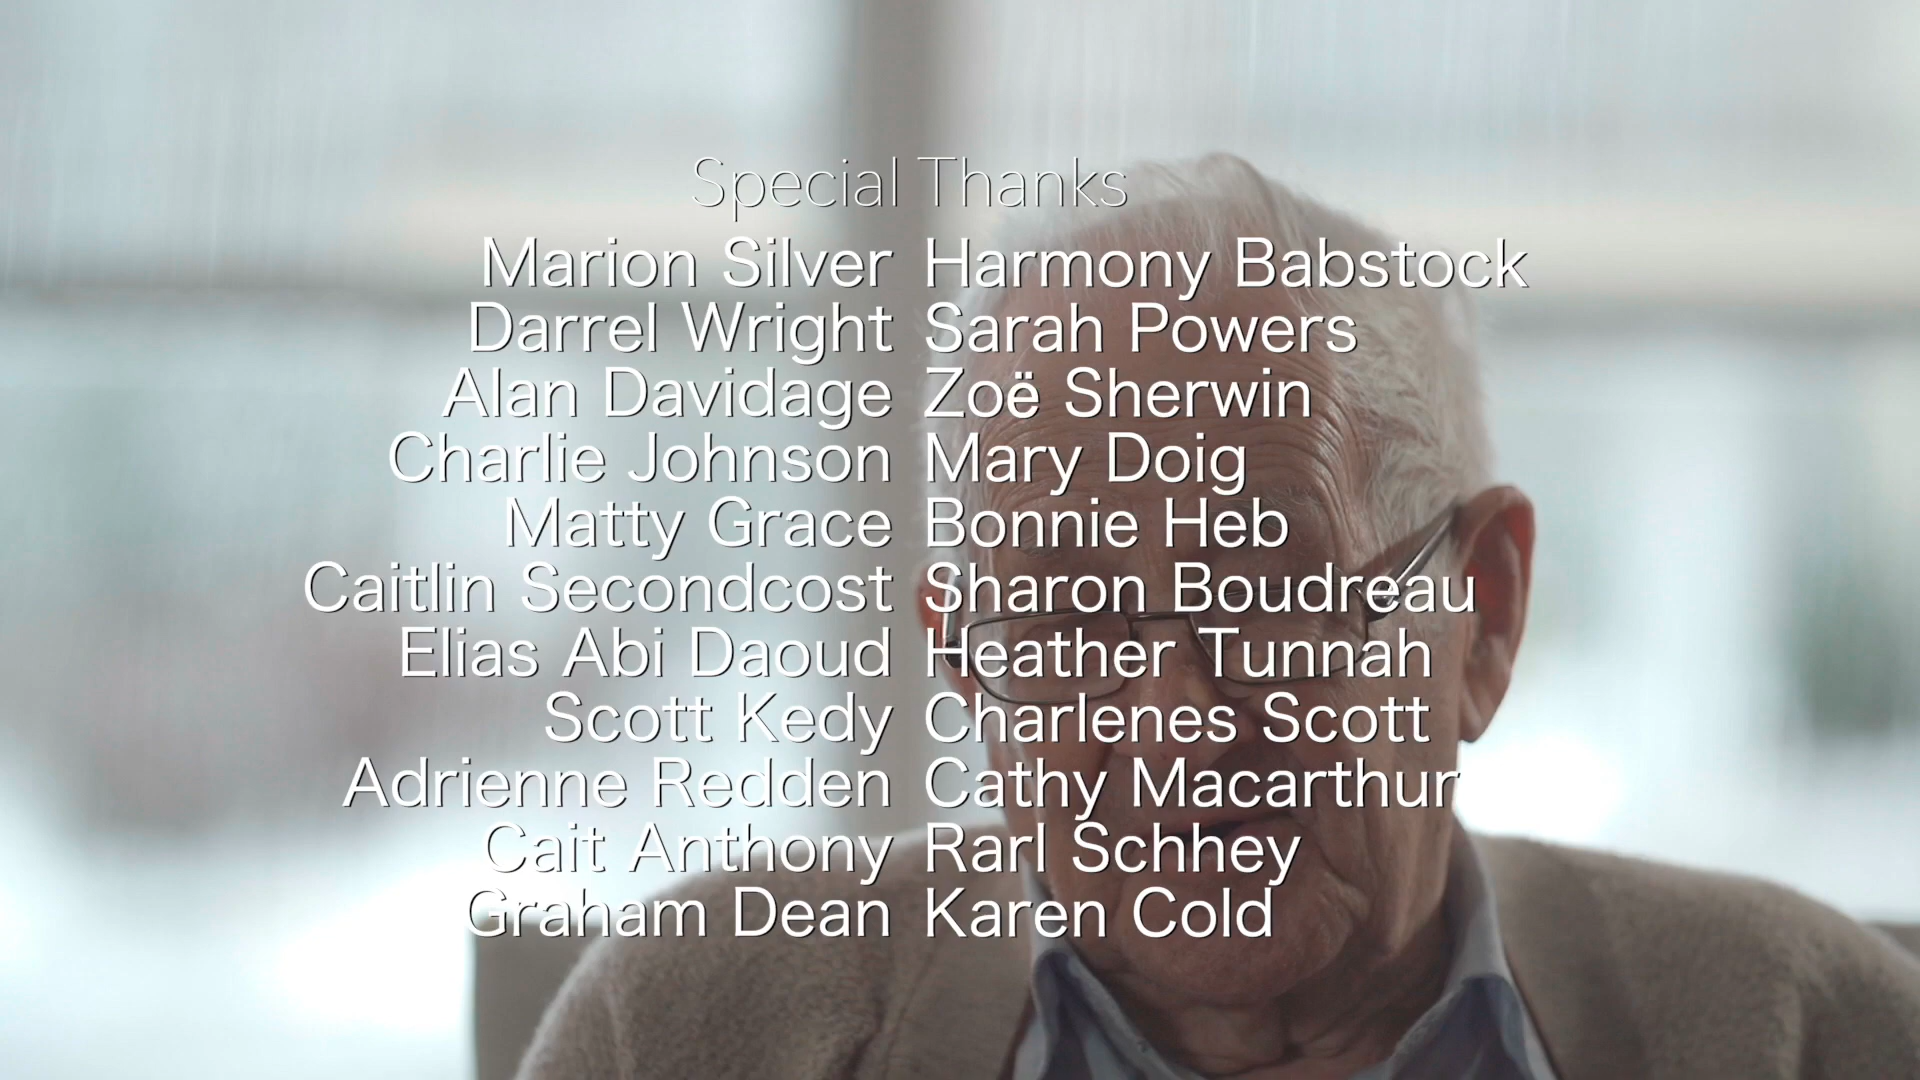 Special Thanks
Marion Silver Harmony Babstock
Darrel Wright Sarah Powers
Alan Davidage Zoë Sherwin
Charlie Johnson Mary Doig
Matty Grace Bonnie Heb
Caitlin Secondcost Sharon Boudreau
Elias Abi Daoud Heather Tunnah
Scott Kedy Charlenes Scott
Adrienne Redden Cathy Macarthur
Cait Anthony Rarl Schhey
Graham Dean Karen Cold